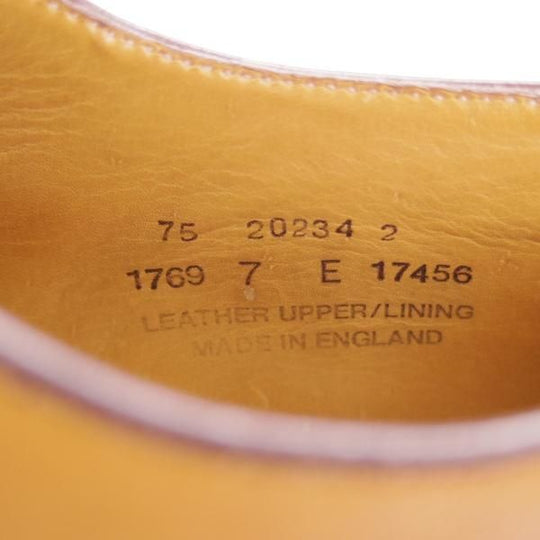 75 20234 2
1769 7 E 17456
LEATHER UPPER/LINING
MADE IN ENGLAND